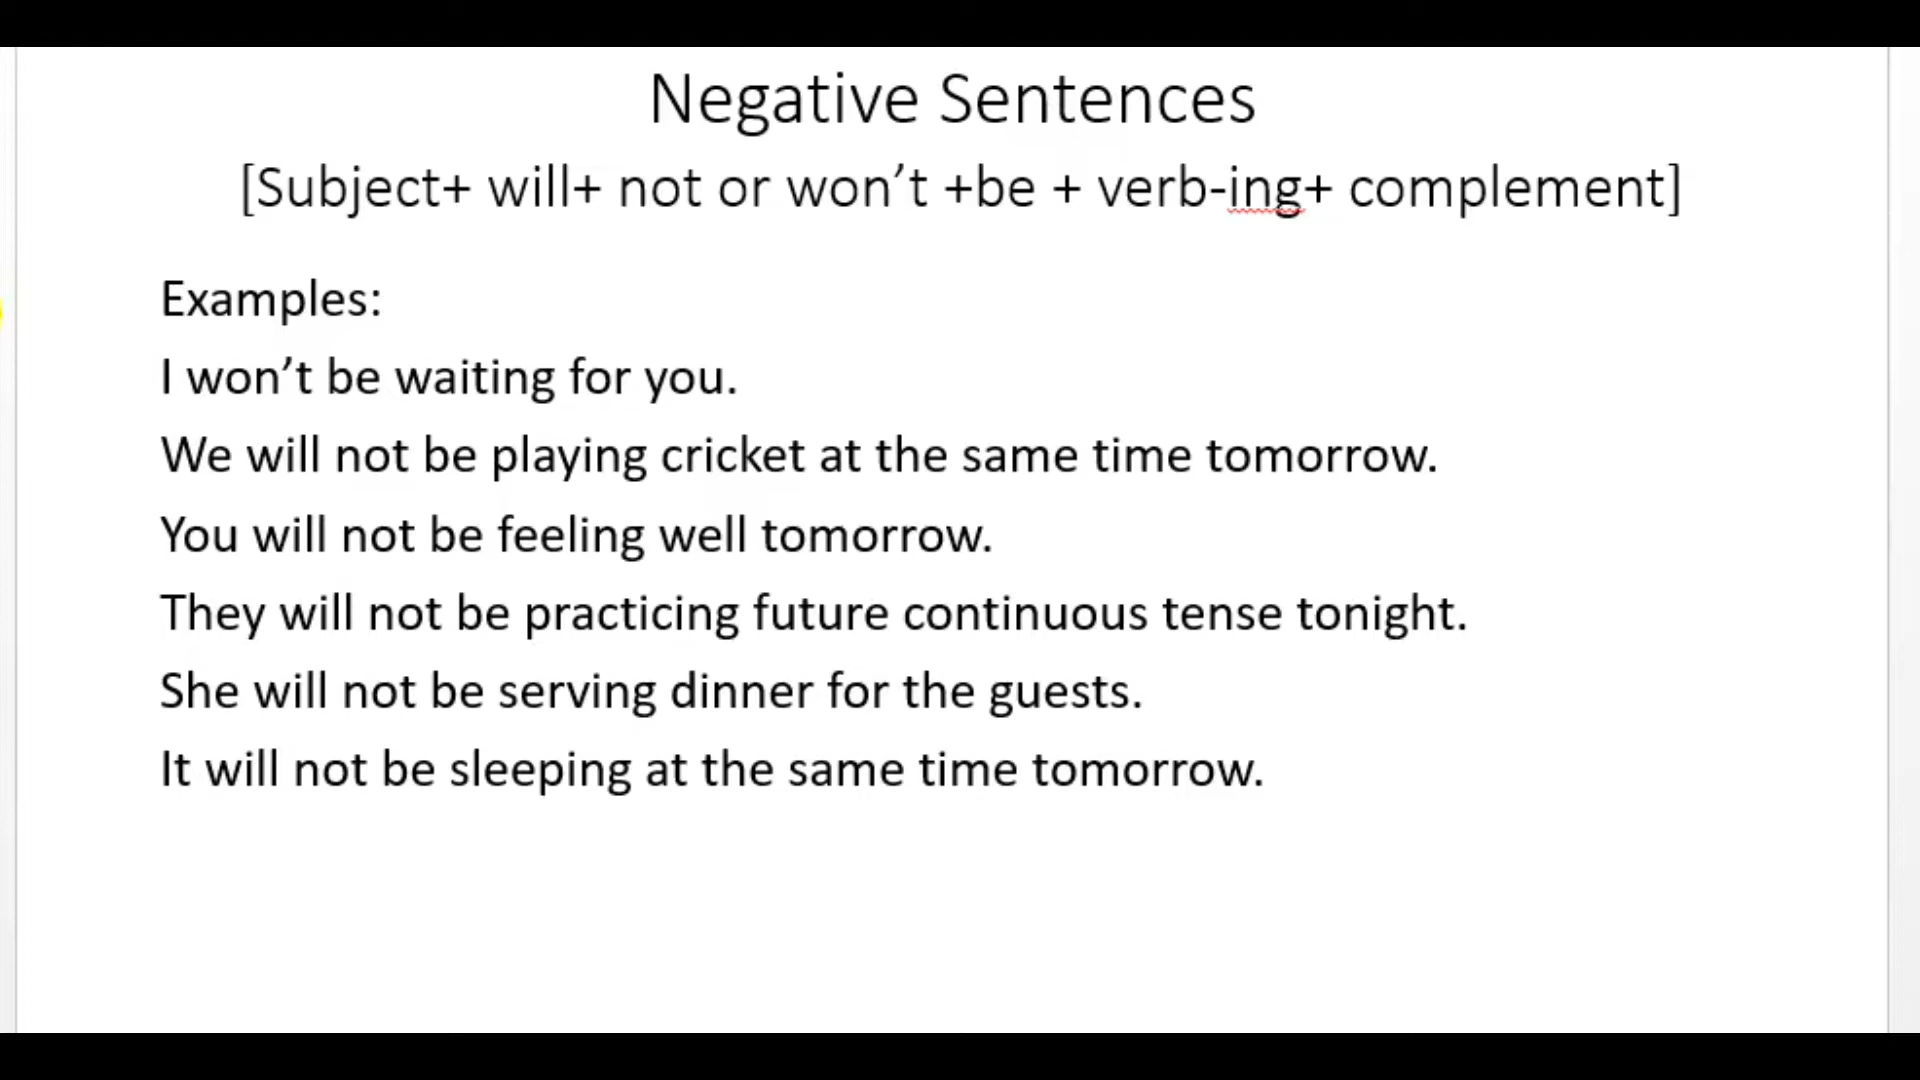 Negative Sentences
[Subject+ will+ not or won’t +be + verb-ing+ complement]
Examples:
I won’t be waiting for you.
We will not be playing cricket at the same time tomorrow.
You will not be feeling well tomorrow.
They will not be practicing future continuous tense tonight.
She will not be serving dinner for the guests.
It will not be sleeping at the same time tomorrow.